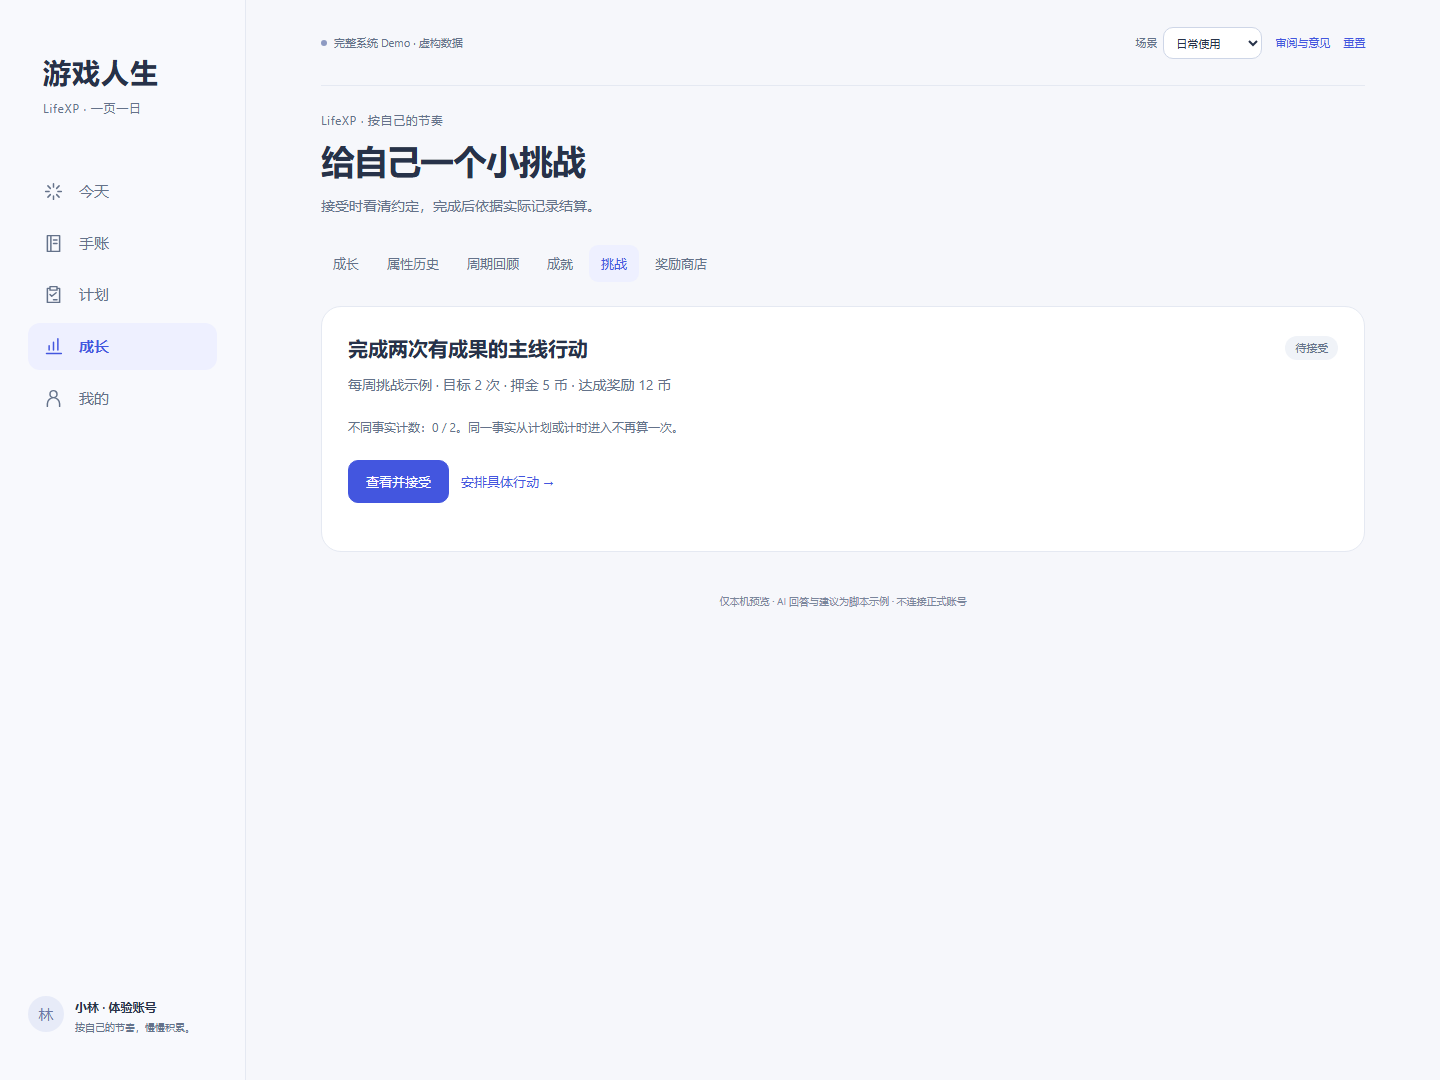 游戏人生
LifeXP · 一页一日
今天
手账
计划
成长
我的
林
小林 · 体验账号
按自己的节奏，慢慢积累。
完整系统 Demo · 虚构数据
场景
日常使用
审阅与意见
重置
LifeXP · 按自己的节奏
给自己一个小挑战
接受时看清约定，完成后依据实际记录结算。
成长
属性历史
周期回顾
成就
挑战
奖励商店
完成两次有成果的主线行动
待接受
每周挑战示例 · 目标 2 次 · 押金 5 币 · 达成奖励 12 币
不同事实计数：0 / 2。同一事实从计划或计时进入不再算一次。
查看并接受
安排具体行动 →
仅本机预览 · AI 回答与建议为脚本示例 · 不连接正式账号